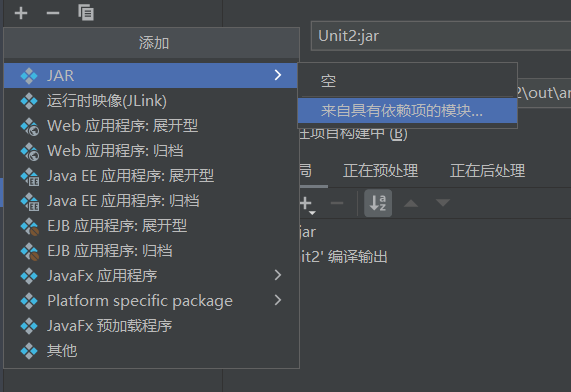 添加
JAR
运行时映像(JLink)
Web 应用程序: 展开型
Web 应用程序: 归档
Java EE 应用程序: 展开型
Java EE 应用程序: 归档
EJB 应用程序: 展开型
EJB 应用程序: 归档
JavaFx 应用程序
Platform specific package
JavaFx 预加载程序
其他
空
来自具有依赖项的模块...
Unit2:jar
2\out\ar
在项目构建中 (B)
局 正在预处理 正在后处理
jar
it2' 编译输出